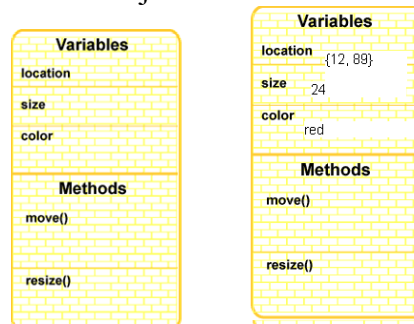 Variables
location
size
color
Methods
move()
resize()
Variables
location {12, 89}
size 24
color
red
Methods
move()
resize()